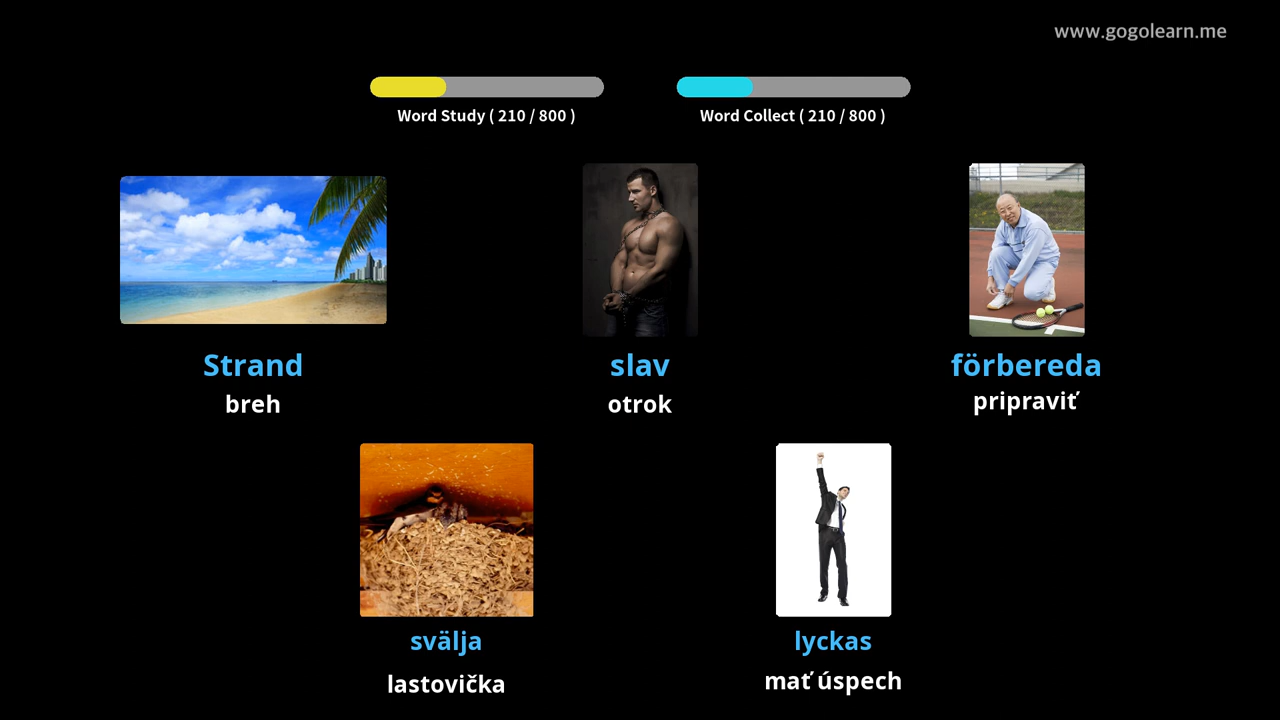 www.gogolearn.me
Word Study ( 210 / 800 )
Word Collect ( 210 / 800 )
Strand
slav
förbereda
breh
otrok
pripraviť
svälja
lyckas
lastovička
mať úspech